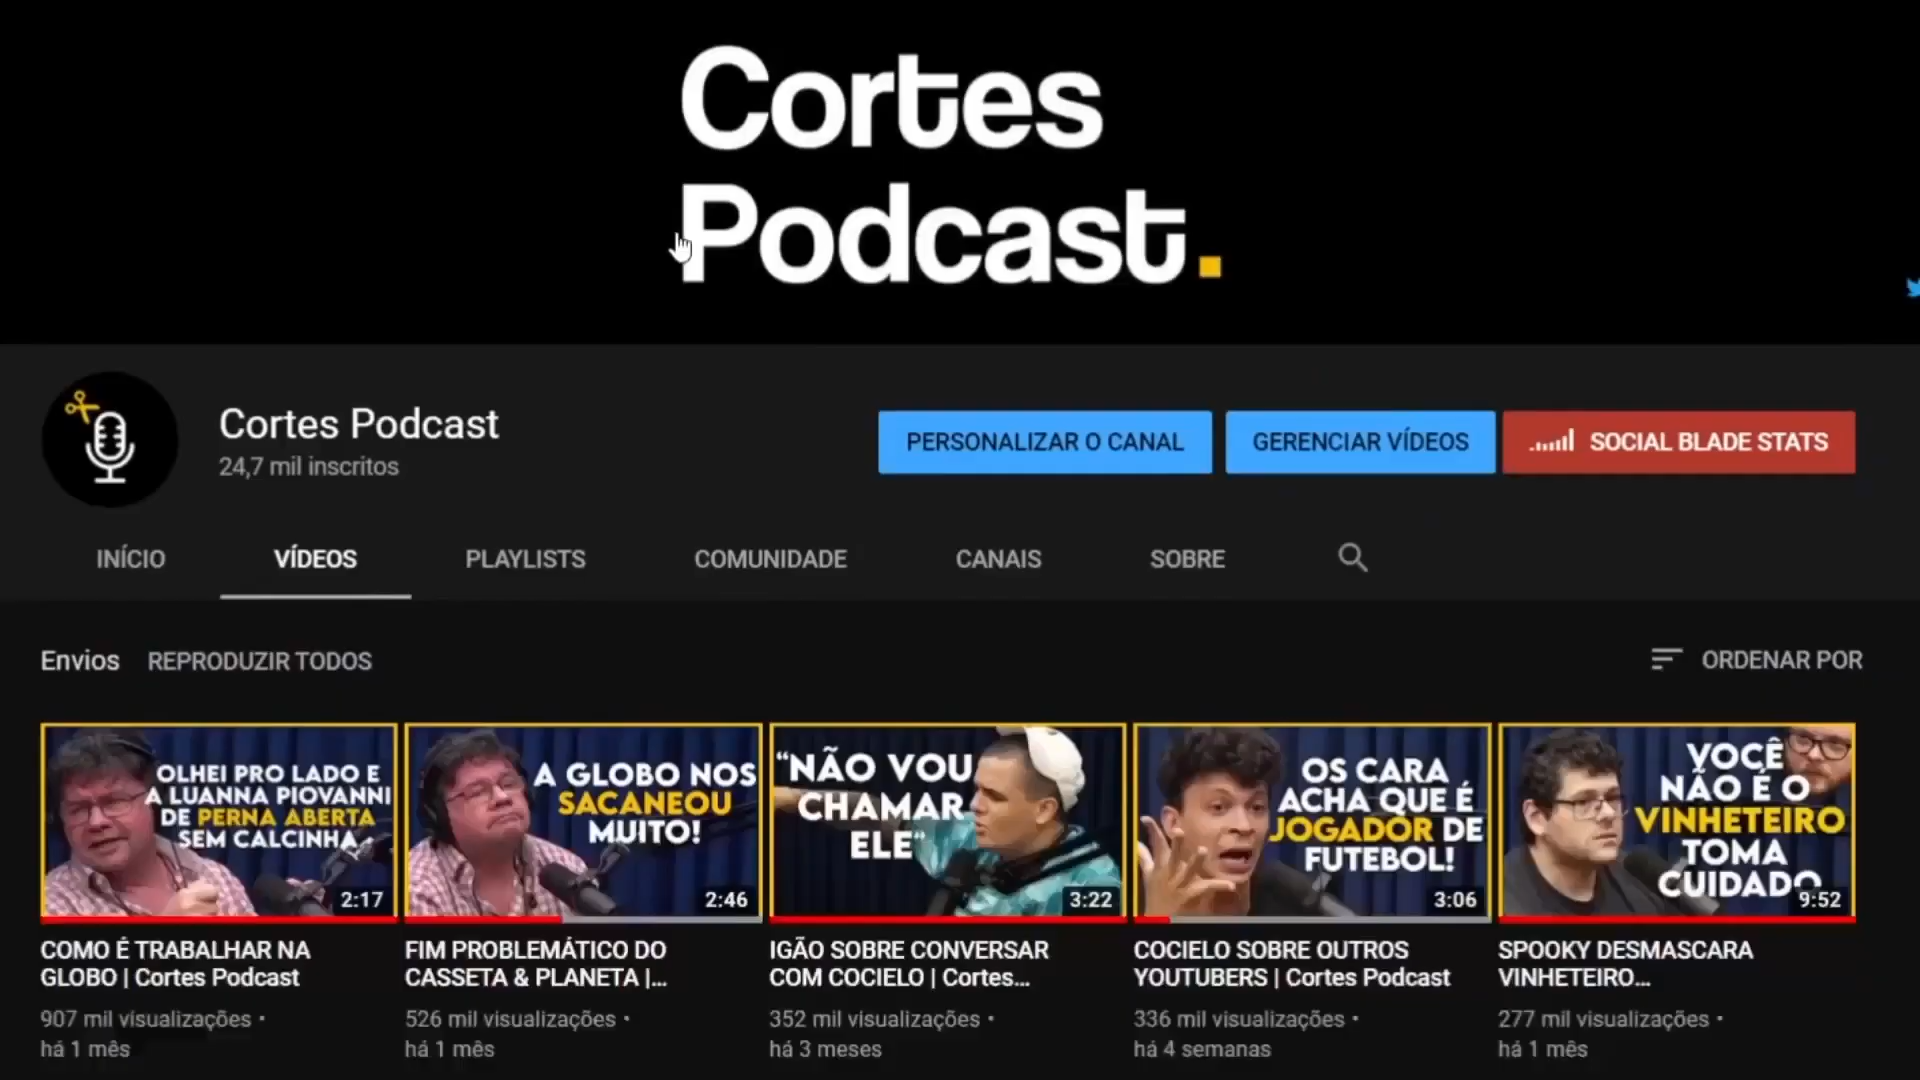 Cortes
Podcast.
Cortes Podcast
24,7 mil inscritos
PERSONALIZAR O CANAL
GERENCIAR VÍDEOS
SOCIAL BLADE STATS
INÍCIO
VÍDEOS
PLAYLISTS
COMUNIDADE
CANAIS
SOBRE
Envios
REPRODUZIR TODOS
ORDENAR POR
OLHEI PRO LADO E
A LUANNA PIOVANNI
DE PERNA ABERTA
SEM CALCINHA
2:17
COMO É TRABALHAR NA
GLOBO | Cortes Podcast
907 mil visualizações •
há 1 mês
A GLOBO NOS
SACANEOU
MUITO!
2:46
FIM PROBLEMÁTICO DO
CASSETA & PLANETA |...
526 mil visualizações •
há 1 mês
“NÃO VOU
CHAMAR
ELE“
3:22
IGÃO SOBRE CONVERSAR
COM COCIELO | Cortes...
352 mil visualizações •
há 3 meses
OS CARA
ACHA QUE É
JOGADOR DE
FUTEBOL!
3:06
COCIELO SOBRE OUTROS
YOUTUBERS | Cortes Podcast
336 mil visualizações •
há 4 semanas
VOCÊ
NÃO É O
VINHETEIRO
TOMA
CUIDADO
9:52
SPOOKY DESMASCARA
VINHETEIRO...
277 mil visualizações •
há 1 mês